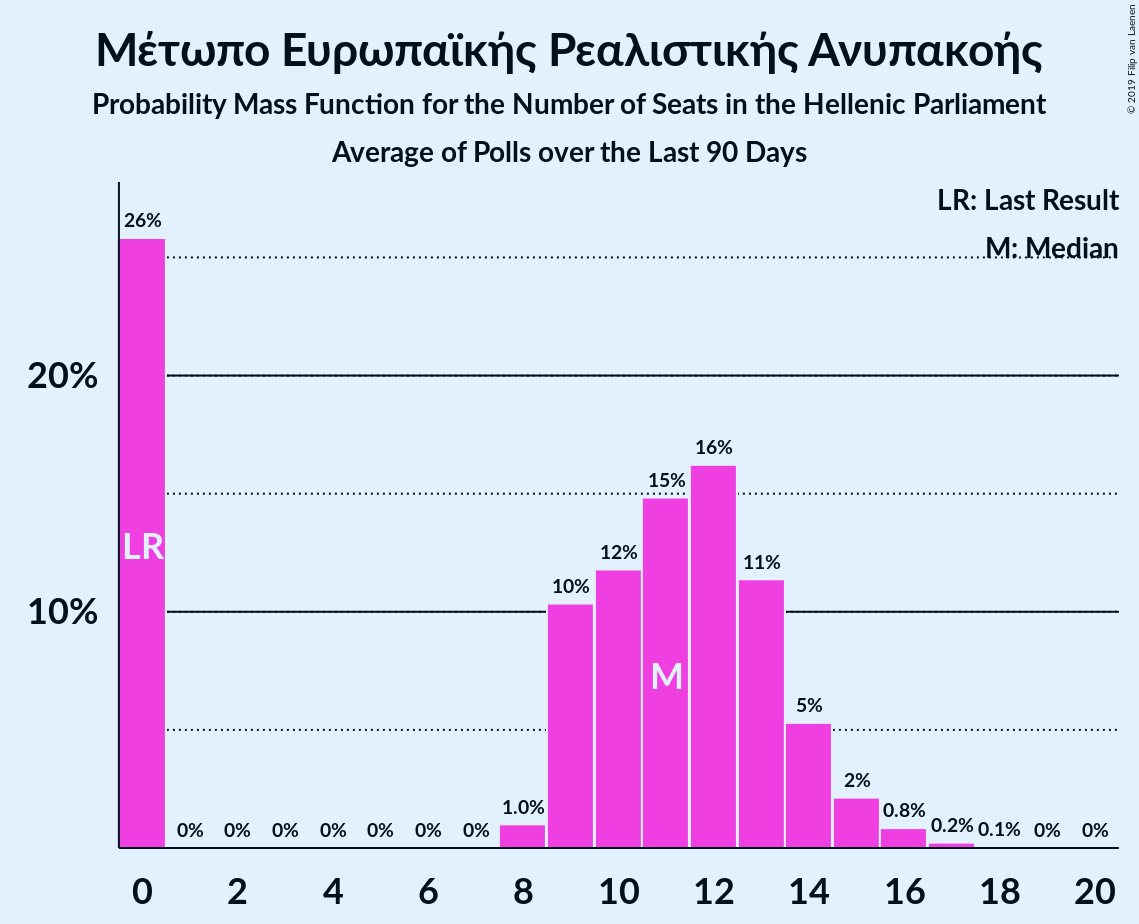 Μέτωπο Ευρωπαϊκής Ρεαλιστικής Ανυπακοής
Probability Mass Function for the Number of Seats in the Hellenic Parliament
Average of Polls over the Last 90 Days
© 2019 Filip van Laenen
LR: Last Result
M: Median
26%
20%
16%
15%
12%
11%
10%
LR
10%
M
5%
2%
1.0%
0.8%
0% 0% 0% 0% 0% 0% 0%
0.2% 0.1% 0% 0%
0 2 4 6 8 10 12 14 16 18 20